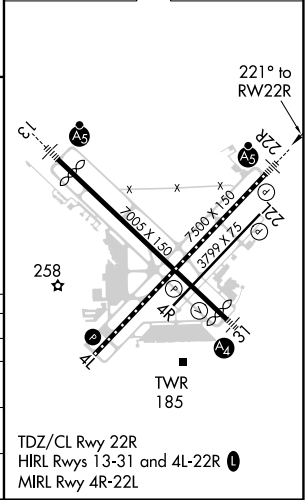 221° to
RW22R
13
A5
A5
22R
X X X
7005 X 150
7500 X 150
P
3799 X 75
22L
P
258
P
4R
V
31
P
4L
A4
TWR
185
TDZ/CL Rwy 22R
HIRL Rwys 13-31 and 4L-22R L
MIRL Rwy 4R-22L